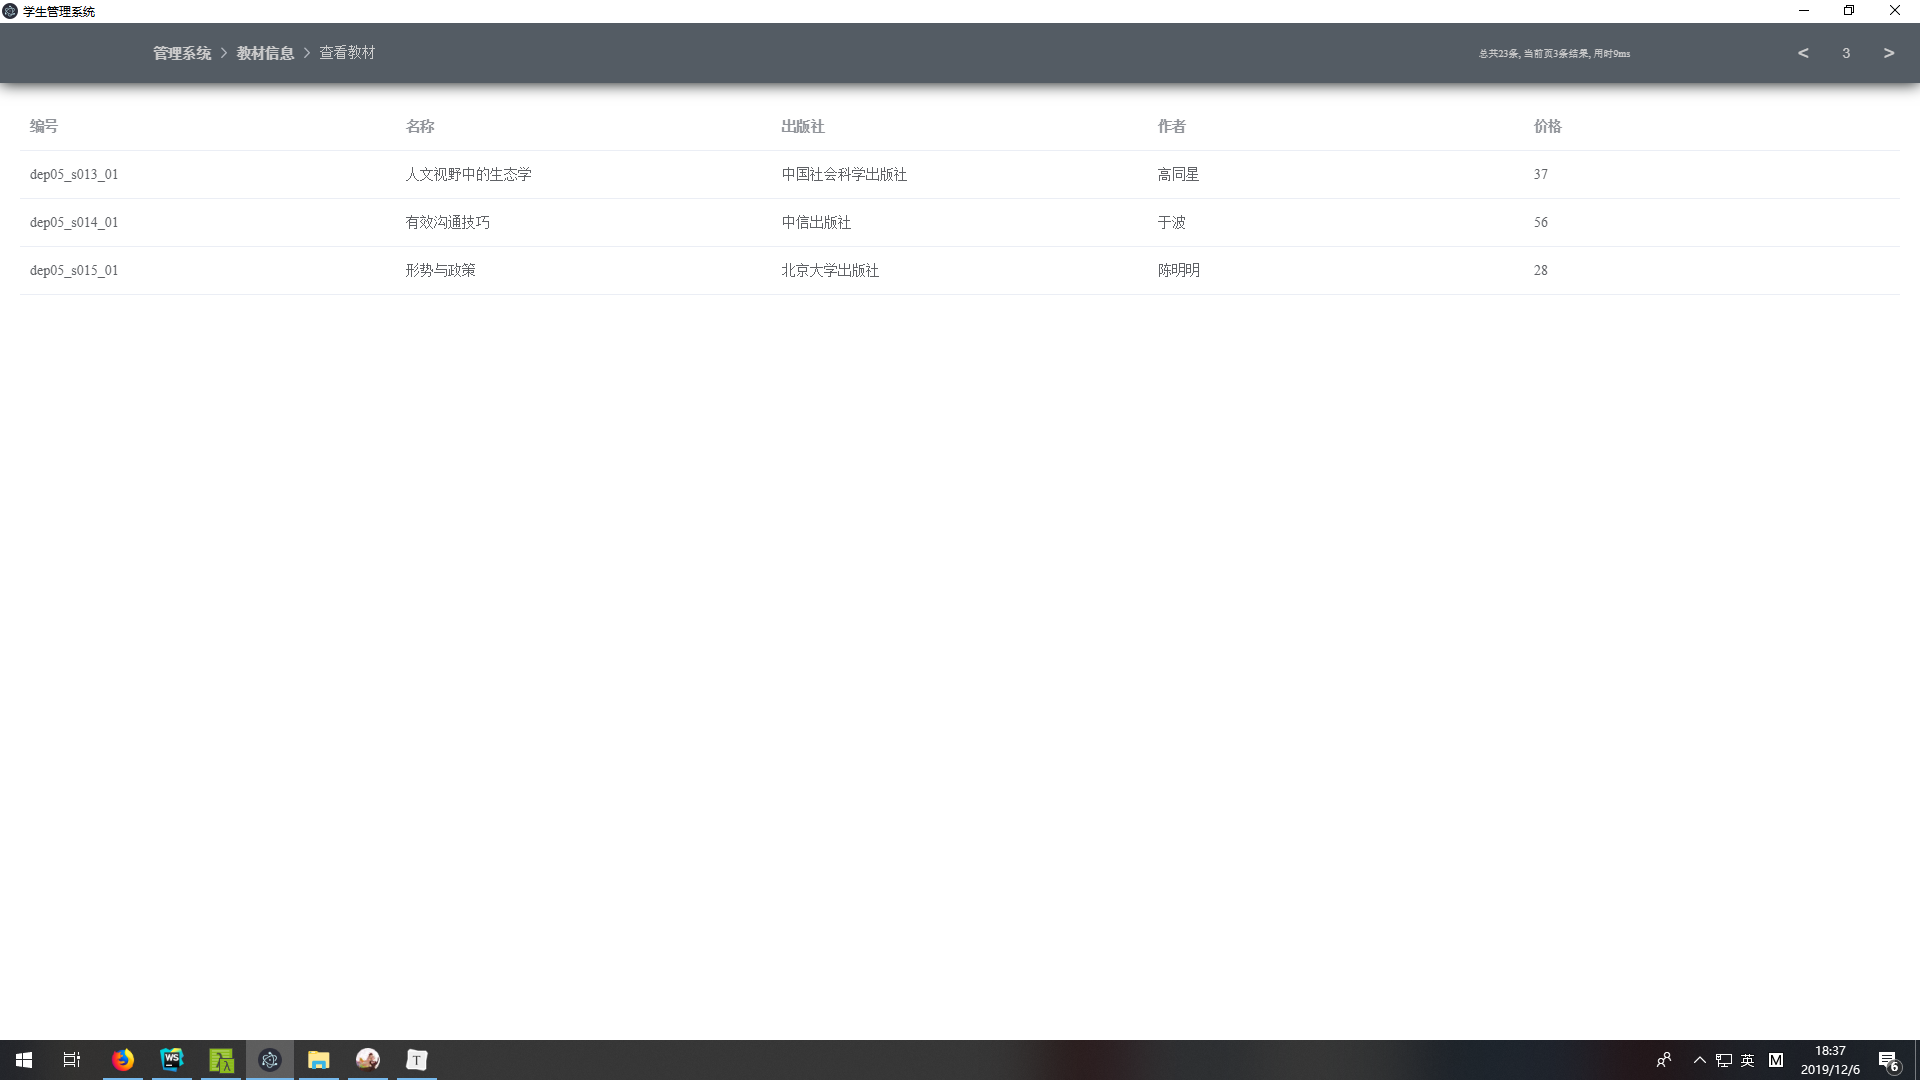 学生管理系统
管理系统 > 教材信息 > 查看教材 总共23条, 当前页3条结果, 用时9ms < 3 >
编号 名称 出版社 作者 价格
dep05_s013_01 人文视野中的生态学 中国社会科学出版社 高同星 37
dep05_s014_01 有效沟通技巧 中信出版社 于波 56
dep05_s015_01 形势与政策 北京大学出版社 陈明明 28
WS λ T 英 M 18:37
2019/12/6 6